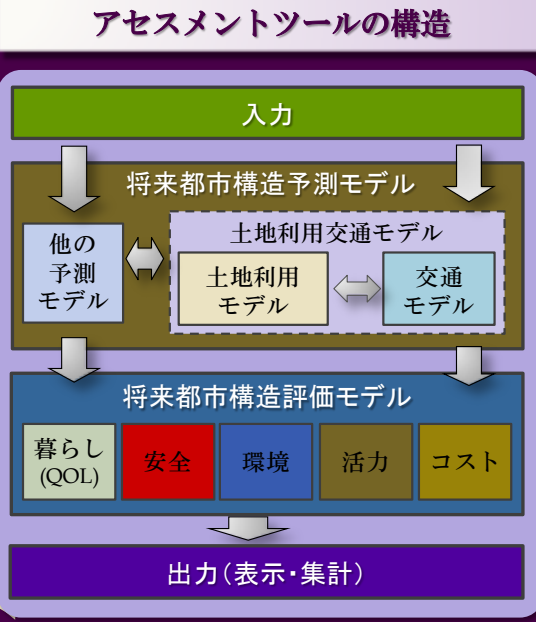 アセスメントツールの構造
入力
将来都市構造予測モデル
他の
予測
モデル
土地利用交通モデル
土地利用
モデル
交通
モデル
将来都市構造評価モデル
暮らし
(QOL)
安全
環境
活力
コスト
出力(表示・集計)